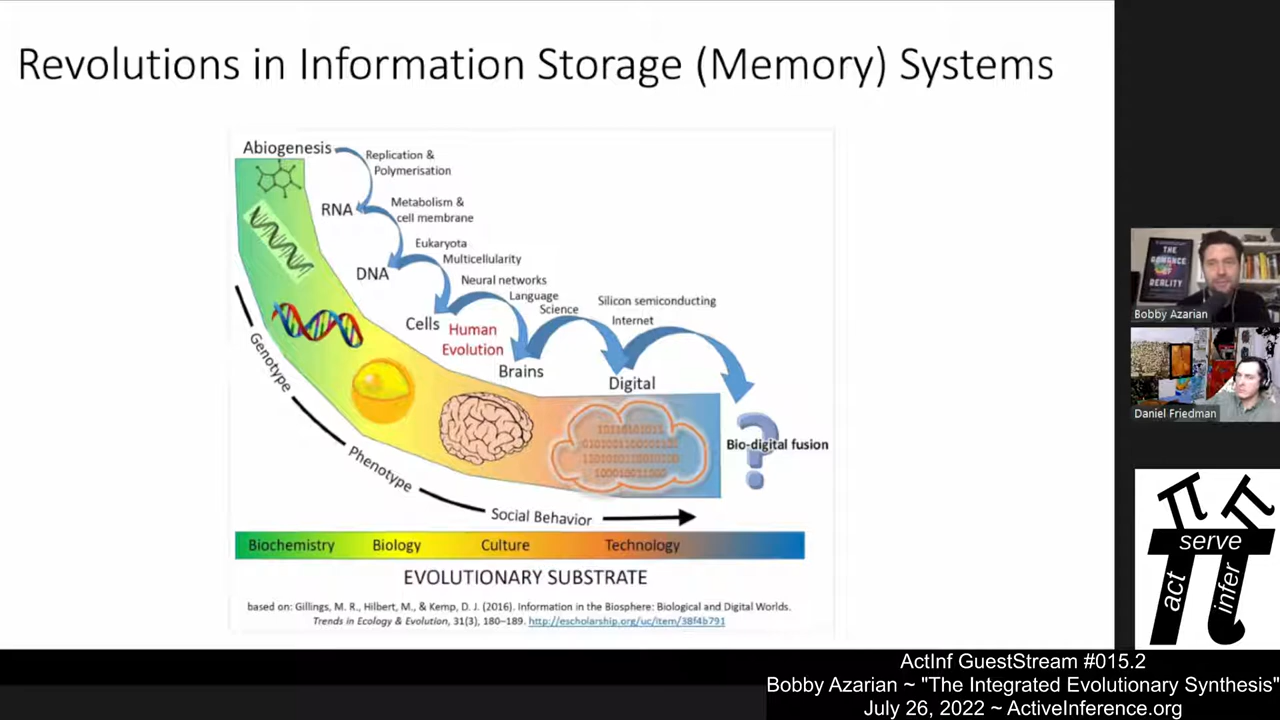 Revolutions in Information Storage (Memory) Systems
Abiogenesis
Replication &
Polymerisation
RNA
Metabolism &
cell membrane
DNA
Eukaryota
Multicellularity
Cells
Neural networks
Language
Science
Human
Evolution
Brains
Silicon semiconducting
Internet
Digital
Bio-digital fusion
?
Genotype
Phenotype
Social Behavior
Biochemistry
Biology
Culture
Technology
EVOLUTIONARY SUBSTRATE
based on: Gillings, M. R., Hilbert, M., & Kemp, D. J. (2016). Information in the Biosphere: Biological and Digital Worlds.
Trends in Ecology & Evolution, 31(3), 180–189. http://escholarship.org/uc/item/38f4b791
THE
ROMANCE
OF
REALITY
Bobby Azarian
Daniel Friedman
serve
act
infer
ActInf GuestStream #015.2
Bobby Azarian ~ "The Integrated Evolutionary Synthesis"
July 26, 2022 ~ ActiveInference.org